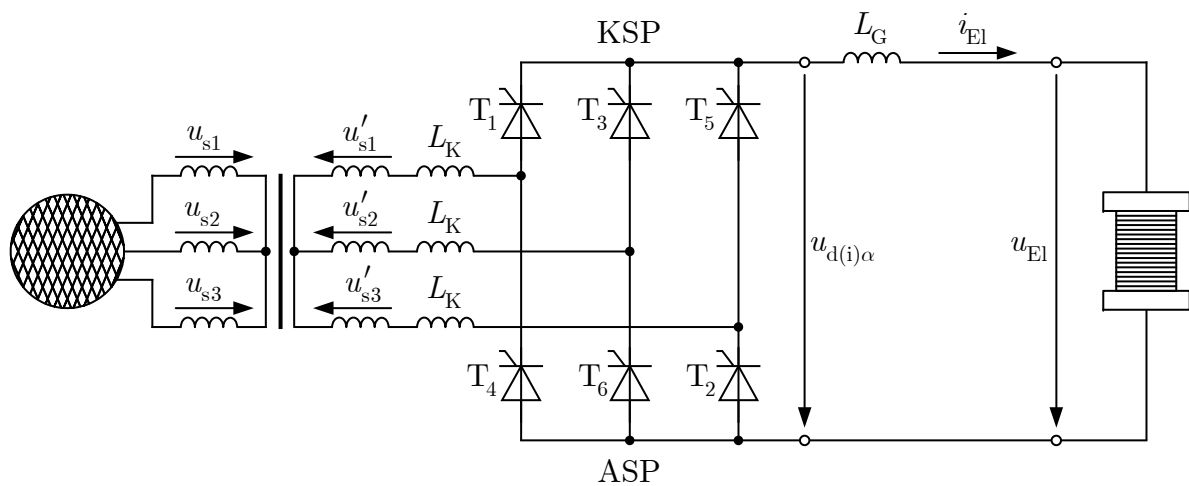 KSP
L_G
i_El
T_1
T_3
T_5
u_s1
u'_s1
L_K
u_s2
u'_s2
L_K
u_d(i)α
u_El
u_s3
u'_s3
L_K
T_4
T_6
T_2
ASP